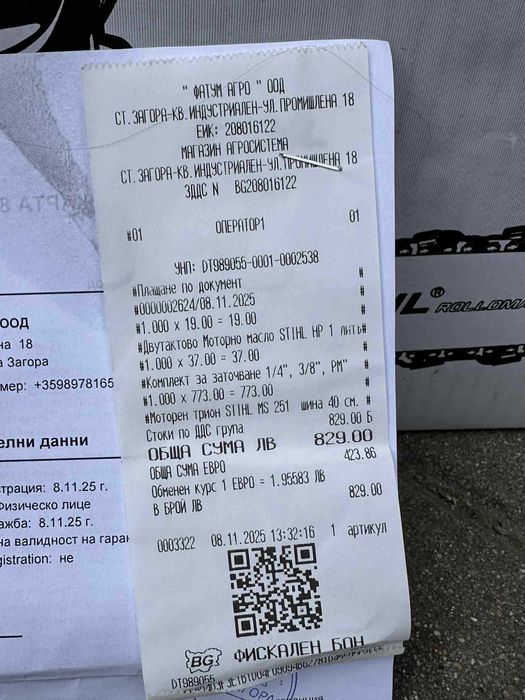 " ФАТУМ АГРО " ООД
СТ.ЗАГОРА-КВ.ИНДУСТРИАЛЕН-УЛ.ПРОМИШЛЕНА 18
ЕИК: 208016122
МАГАЗИН АГРОСИСТЕМА
СТ.ЗАГОРА-КВ.ИНДУСТРИАЛЕН-УЛ.ПРОМИШЛЕНА 18
ЗДДС N BG208016122
#01 ОПЕРАТОР1 01
УНП: DT989055-0001-0002538
#Плащане по документ #
#0000002624/08.11.2025 #
#1.000 x 19.00 = 19.00 #
#Двутактово Моторно масло STIHL HP 1 литър#
#1.000 x 37.00 = 37.00 #
#Комплект за заточване 1/4", 3/8", PM" #
#1.000 x 773.00 = 773.00 #
#Моторен трион STIHL MS 251 шина 40 см. #
Стоки по ДДС група 829.00 Б
ОБЩА СУМА ЛВ 829.00
ОБЩА СУМА ЕВРО 423.86
Обменен курс 1 ЕВРО = 1.95583 ЛВ
В БРОЙ ЛВ 829.00
0003322 08.11.2025 13:32:16 1 артикул
BG ФИСКАЛЕН БОН
DT989055
АРТА
ООД
на 18
а Загора
мер: +3598978165
елни данни
страция: 8.11.25 г.
Физическо лице
ажба: 8.11.25 г.
на валидност на гаран
gistration: не
L® ROLLOMA